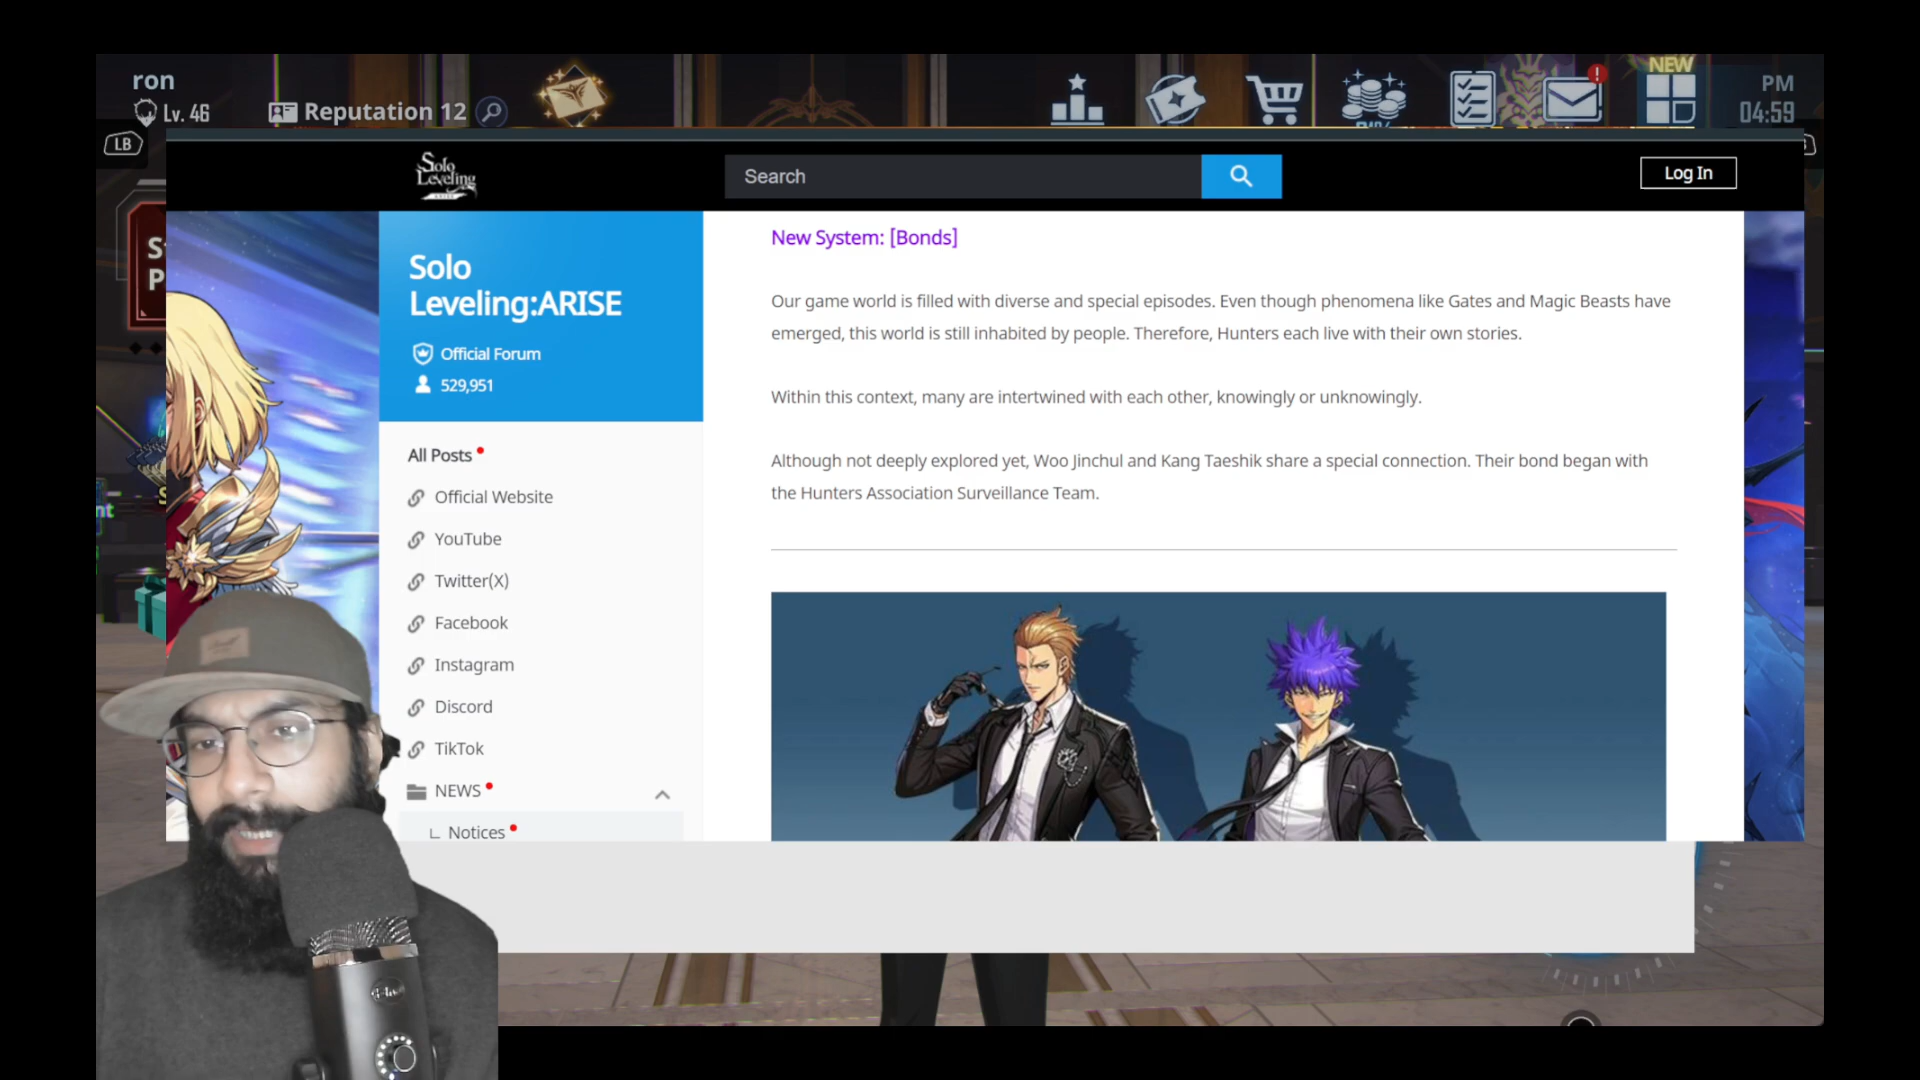 ron
Lv. 46
Reputation 12
NEW
PM
04:59
LB
Solo
Leveling
ARISE
Search
Log In
Solo
Leveling:ARISE
Official Forum
529,951
All Posts
Official Website
YouTube
Twitter(X)
Facebook
Instagram
Discord
TikTok
NEWS
Notices
New System: [Bonds]
Our game world is filled with diverse and special episodes. Even though phenomena like Gates and Magic Beasts have
emerged, this world is still inhabited by people. Therefore, Hunters each live with their own stories.
Within this context, many are intertwined with each other, knowingly or unknowingly.
Although not deeply explored yet, Woo Jinchul and Kang Taeshik share a special connection. Their bond began with
the Hunters Association Surveillance Team.